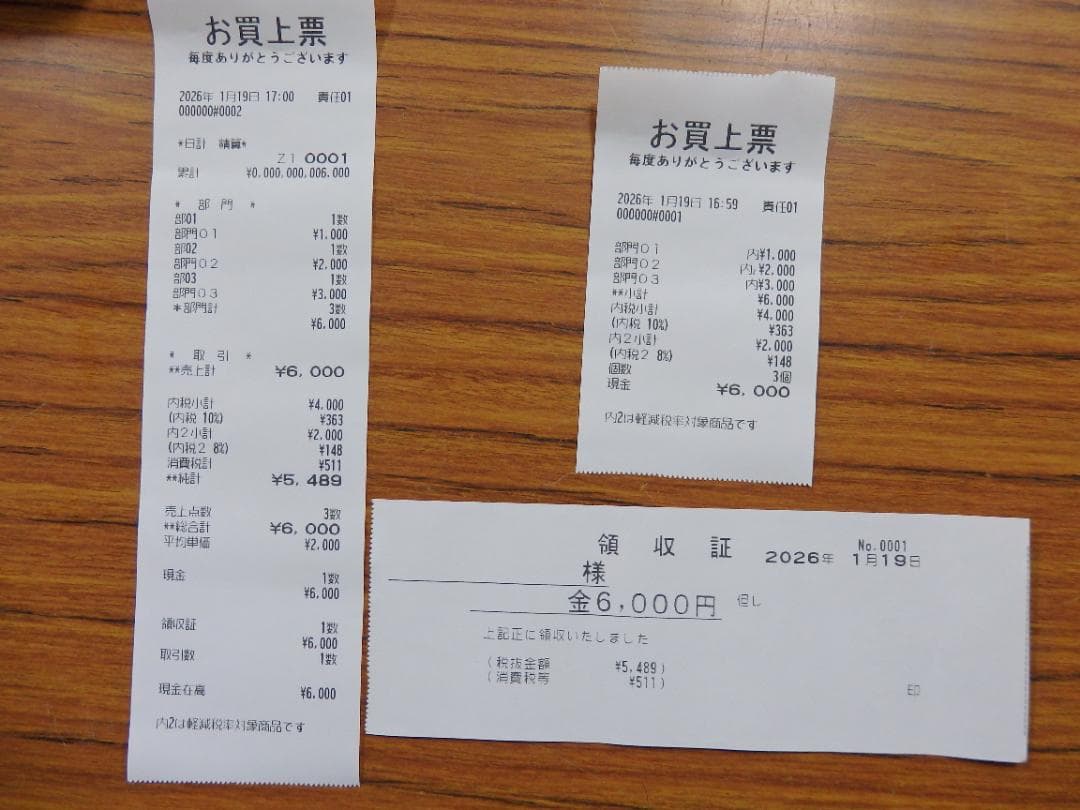 お買上票
毎度ありがとうございます
2026年 1月19日 17:00 責任01
000000#0002
*日計 精算*
Z1 0001
累計 ¥0,000,000,006,000
* 部 門 *
部01 1数
部門01 ¥1,000
部02 1数
部門02 ¥2,000
部03 1数
部門03 ¥3,000
*部門計 3数
¥6,000
* 取 引 *
**売上計 ¥6,000
内税小計 ¥4,000
(内税 10%) ¥363
内2小計 ¥2,000
(内税2 8%) ¥148
消費税計 ¥511
**純計 ¥5,489
売上点数 3数
**総合計 ¥6,000
平均単価 ¥2,000
現金 1数
¥6,000
領収証 1数
¥6,000
取引数 1数
現金在高 ¥6,000
内2は軽減税率対象商品です
お買上票
毎度ありがとうございます
2026年 1月19日 16:59 責任01
000000#0001
部門01 内¥1,000
部門02 内¥2,000
部門03 内¥3,000
**小計 ¥6,000
内税小計 ¥4,000
(内税 10%) ¥363
内2小計 ¥2,000
(内税2 8%) ¥148
個数 3個
現金 ¥6,000
内2は軽減税率対象商品です
領 収 証 No.0001
2026年 1月19日
様
金6,000円 但し
上記正に領収いたしました
(税抜金額 ¥5,489)
(消費税等 ¥511)
印